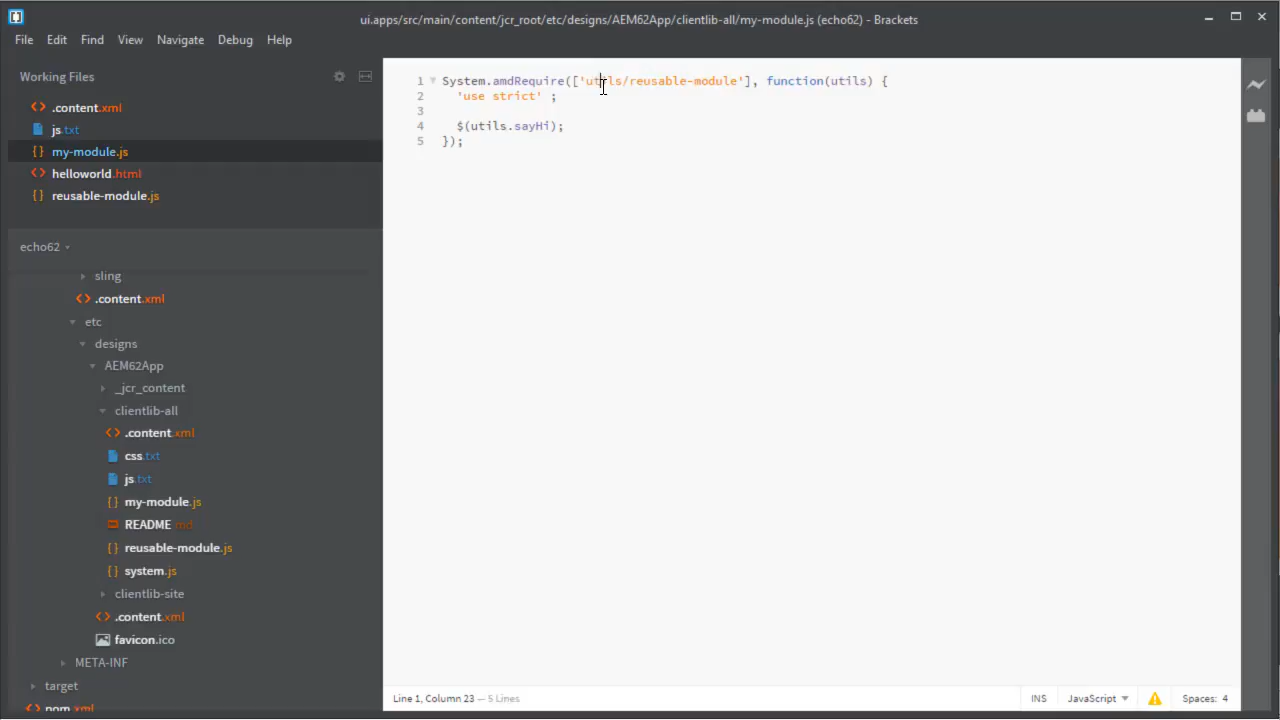 ui.apps/src/main/content/jcr_root/etc/designs/AEM62App/clientlib-all/my-module.js (echo62) - Brackets
File Edit Find View Navigate Debug Help
Working Files
.content.xml
js.txt
my-module.js
helloworld.html
reusable-module.js
echo62
sling
.content.xml
etc
designs
AEM62App
_jcr_content
clientlib-all
.content.xml
css.txt
js.txt
my-module.js
README.md
reusable-module.js
system.js
clientlib-site
.content.xml
favicon.ico
META-INF
target
pom.xml
1 System.amdRequire(['utils/reusable-module'], function(utils) {
2 'use strict' ;
3
4 $(utils.sayHi);
5 });
Line 1, Column 23 — 5 Lines
INS JavaScript Spaces: 4